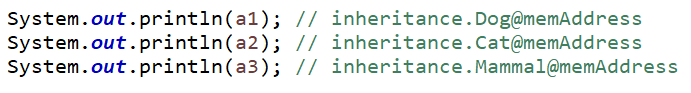 System.out.println(a1); // inheritance.Dog@memAddress
System.out.println(a2); // inheritance.Cat@memAddress
System.out.println(a3); // inheritance.Mammal@memAddress